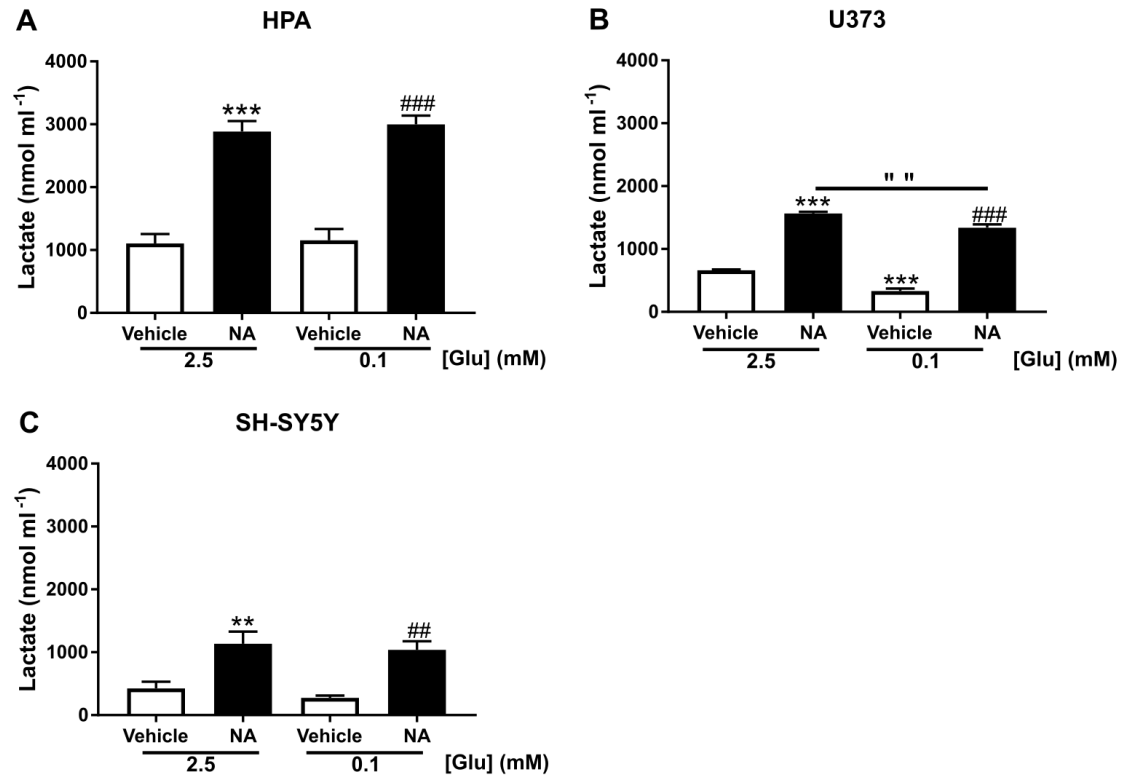 A
HPA
Lactate (nmol ml -1)
4000
3000
2000
1000
0
***
###
Vehicle NA Vehicle NA
2.5 0.1 [Glu] (mM)
B
U373
Lactate (nmol ml -1)
4000
3000
2000
1000
0
" "
***
***
###
Vehicle NA Vehicle NA
2.5 0.1 [Glu] (mM)
C
SH-SY5Y
Lactate (nmol ml -1)
4000
3000
2000
1000
0
**
##
Vehicle NA Vehicle NA
2.5 0.1 [Glu] (mM)